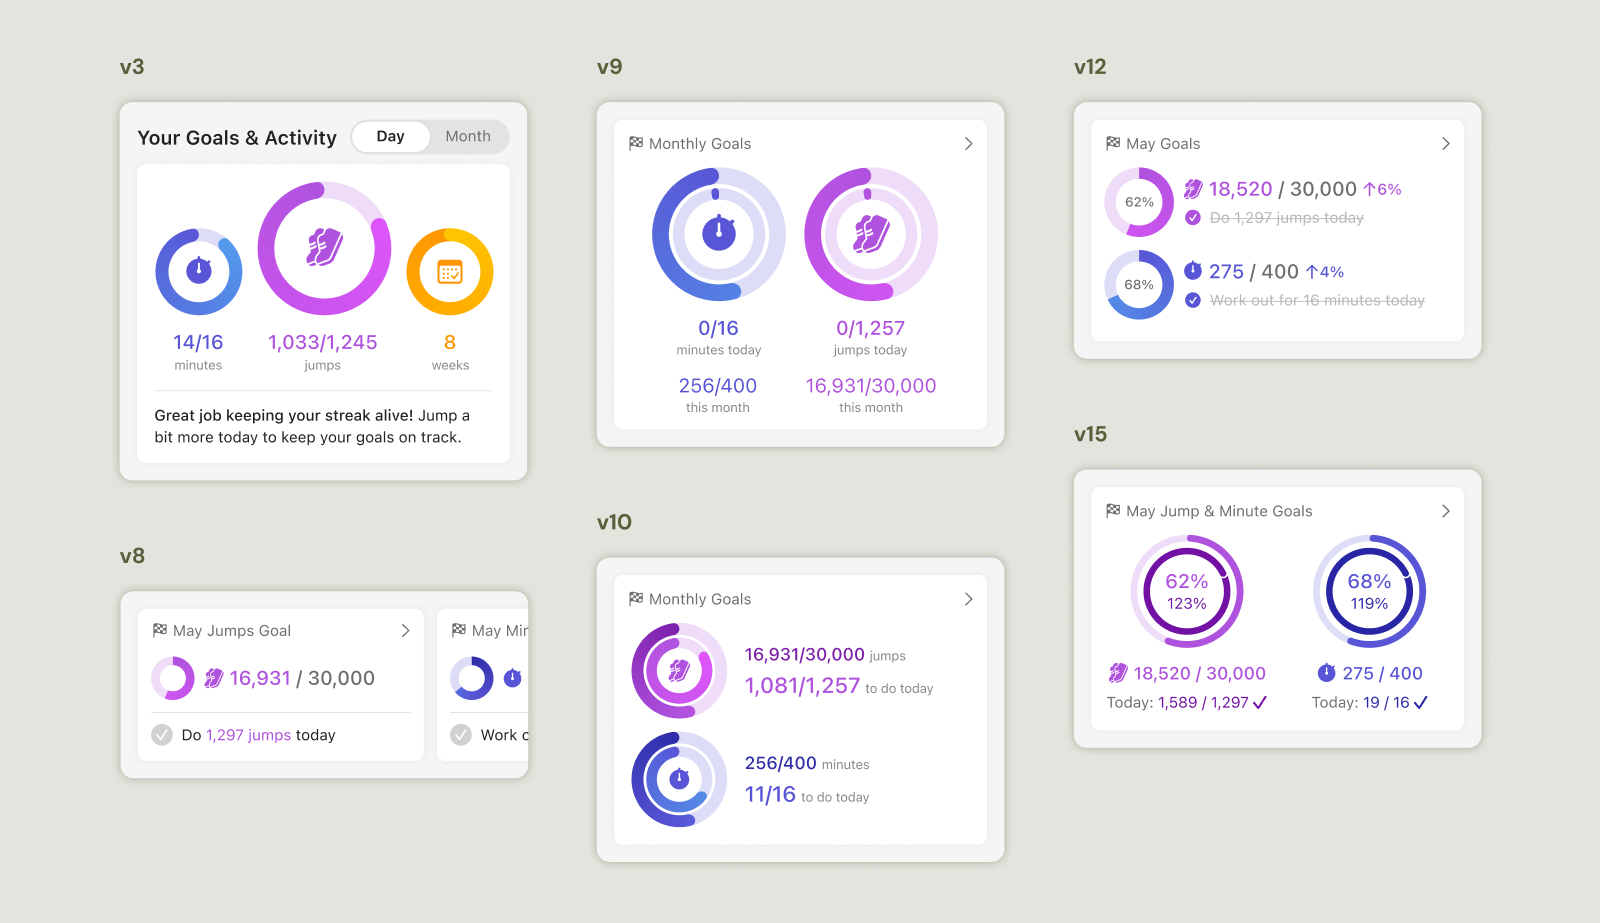 v3
Your Goals & Activity
Day
Month
14/16
minutes
1,033/1,245
jumps
8
weeks
Great job keeping your streak alive! Jump a
bit more today to keep your goals on track.
v8
May Jumps Goal
16,931 / 30,000
Do 1,297 jumps today
May Min
Work o
v9
Monthly Goals
0/16
minutes today
256/400
this month
0/1,257
jumps today
16,931/30,000
this month
v10
Monthly Goals
16,931/30,000 jumps
1,081/1,257 to do today
256/400 minutes
11/16 to do today
v12
May Goals
62%
18,520 / 30,000 ↑6%
Do 1,297 jumps today
68%
275 / 400 ↑4%
Work out for 16 minutes today
v15
May Jump & Minute Goals
62%
123%
18,520 / 30,000
Today: 1,589 / 1,297
68%
119%
275 / 400
Today: 19 / 16